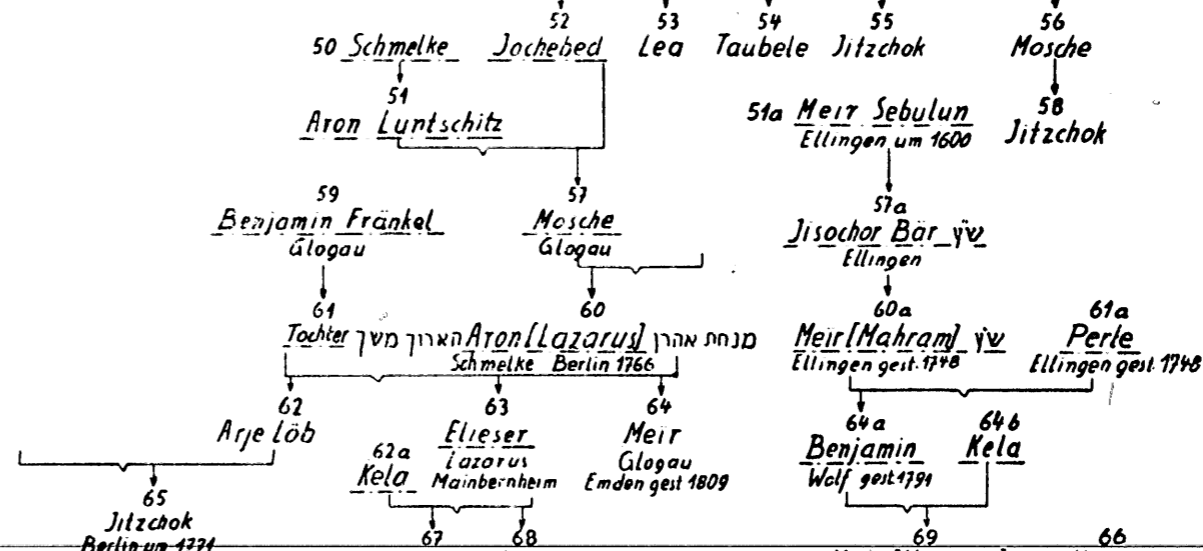 52 53 54 55 56
50 Schmelke Jochebed Lea Taubele Jitzchok Mosche
51 51a Meir Sebulun 58
Aron Luntschitz Ellingen um 1600 Jitzchok
59 57 57a
Benjamin Fränkel Mosche Jisochor Bär
Glogau Glogau Ellingen
61 60 60a 61a
Tochter הארוך משך Aron [Lazarus] מנחת אהרן Meir [Mahram] Perle
Schmelke Berlin 1766 Ellingen gest. 1748 Ellingen gest. 1748
62 63 64 64a 64b
Arje Löb Elieser Meir Benjamin Kela
62a Lazarus Glogau Wolf gest 1791
Kela Mainbernheim Emden gest 1809
65
Jitzchok
Berlin um 1771 67 68 69 66